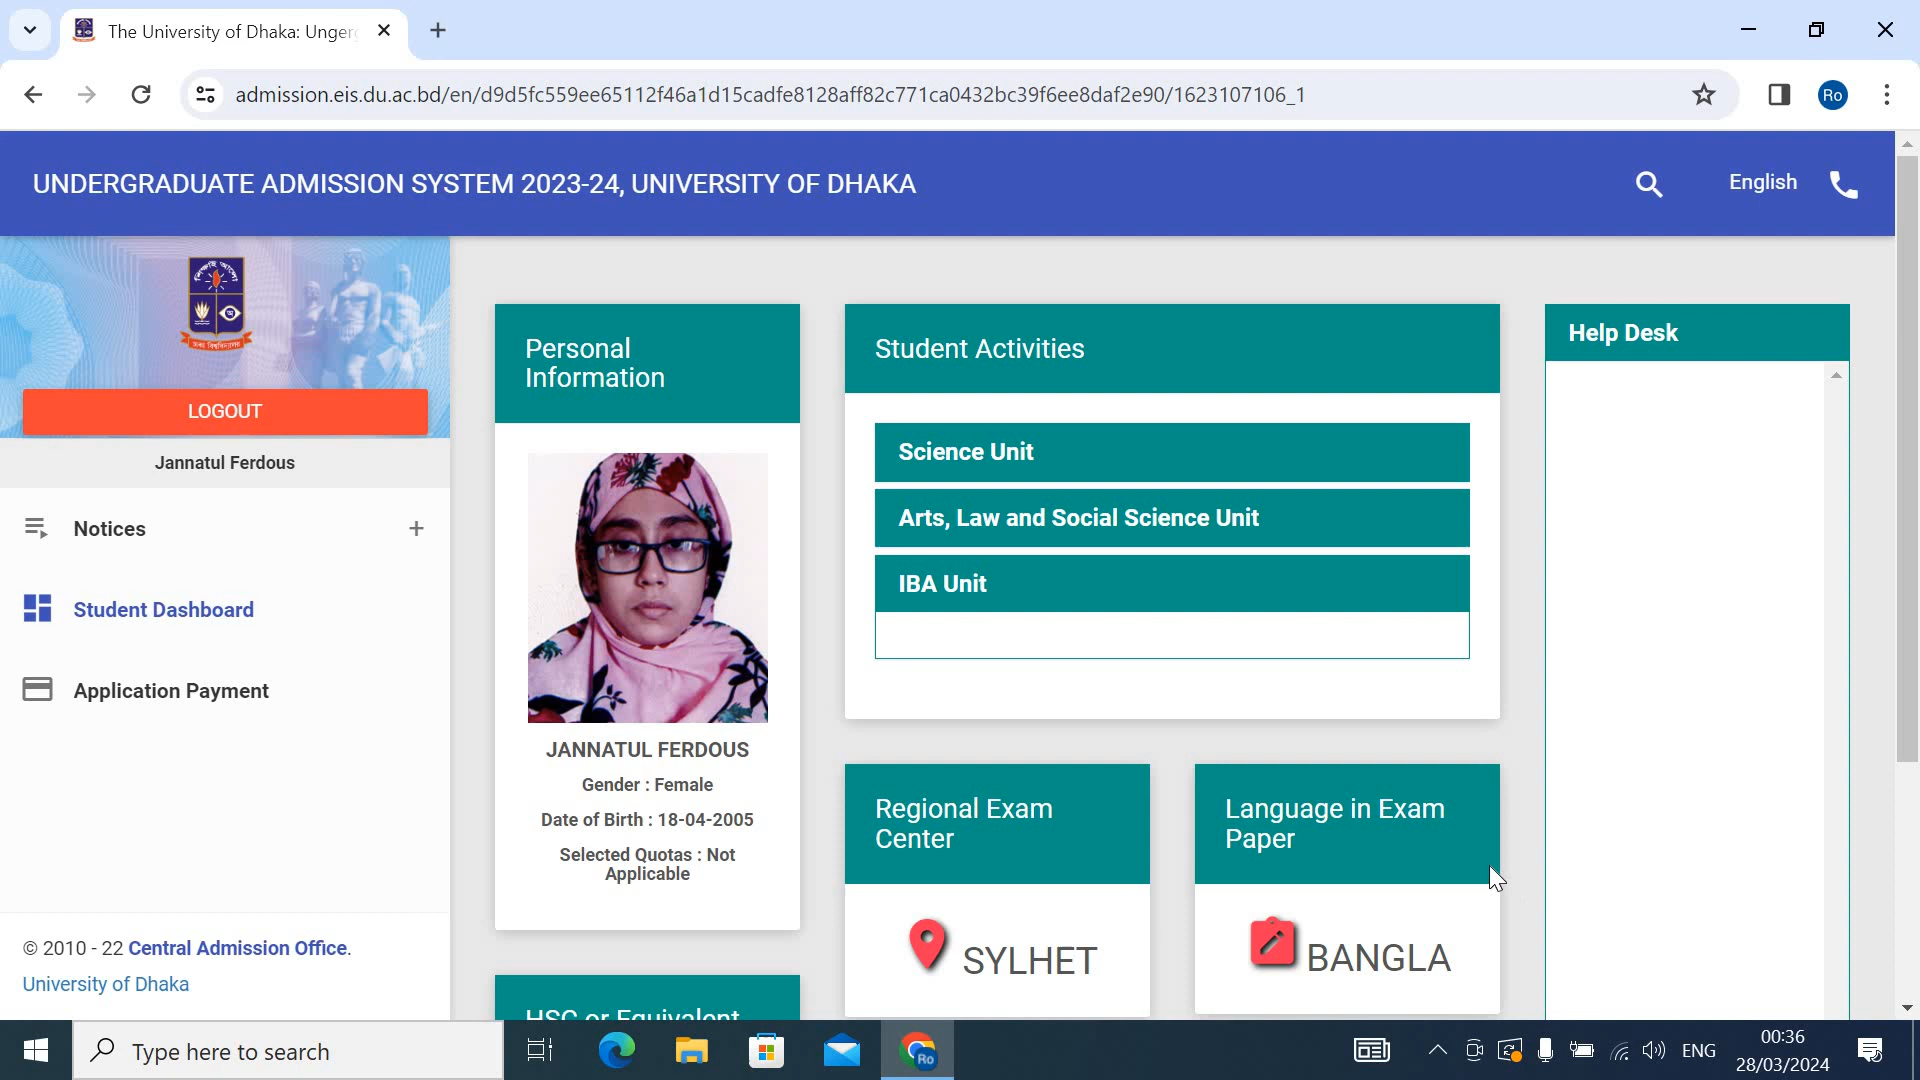 The University of Dhaka: Unger
admission.eis.du.ac.bd/en/d9d5fc559ee65112f46a1d15cadfe8128aff82c771ca0432bc39f6ee8daf2e90/1623107106_1
Ro
UNDERGRADUATE ADMISSION SYSTEM 2023-24, UNIVERSITY OF DHAKA
English
LOGOUT
Jannatul Ferdous
Notices
Student Dashboard
Application Payment
© 2010 - 22 Central Admission Office.
University of Dhaka
Personal
Information
JANNATUL FERDOUS
Gender : Female
Date of Birth : 18-04-2005
Selected Quotas : Not
Applicable
HSC or Equivalent
Student Activities
Science Unit
Arts, Law and Social Science Unit
IBA Unit
Regional Exam
Center
SYLHET
Language in Exam
Paper
BANGLA
Help Desk
Type here to search
Ro
ENG
00:36
28/03/2024